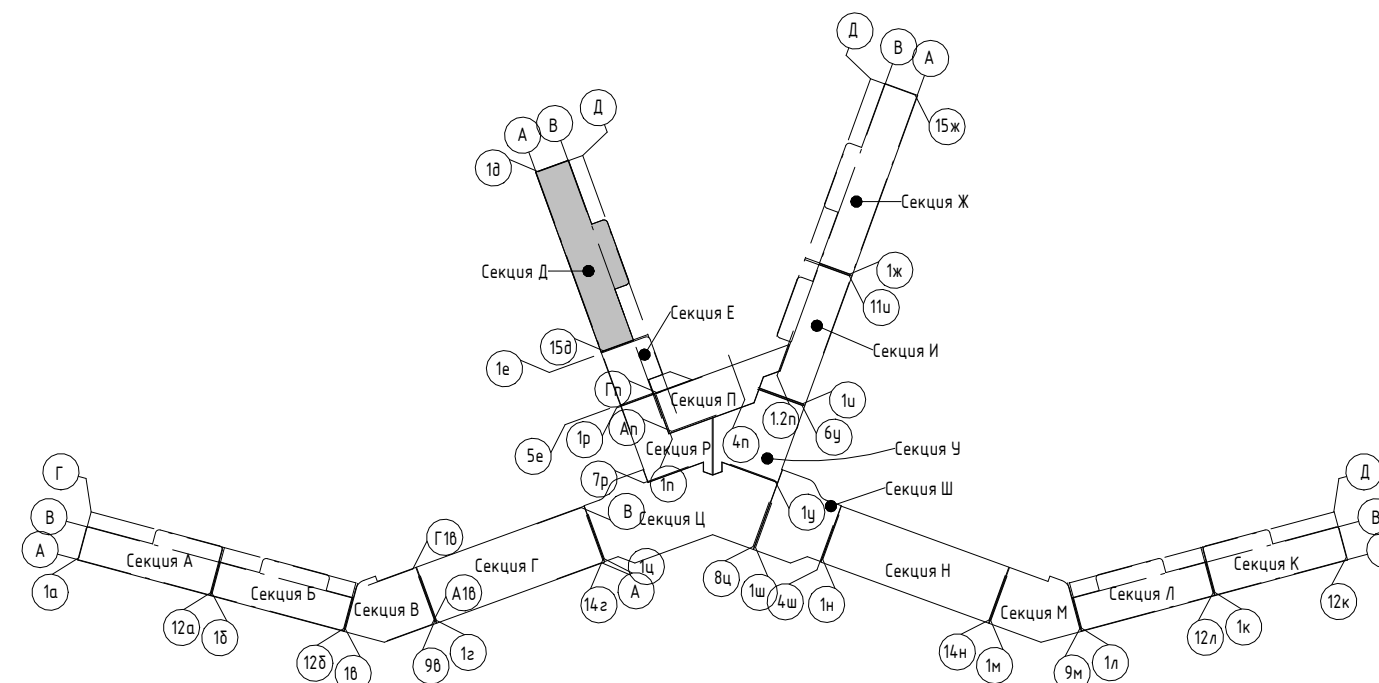 Д
В
А
15ж
Д
В
А
1д
Секция Ж
Секция Д
1ж
11и
Секция Е
15д
1е
Секция И
Гп
Секция П
1и
1.2п
Ап
1р
4п
6у
5е
Секция Р
Секция У
7р
1п
Секция Ш
Г
В
А
1а
В
Секция Ц
1у
Д
В
Г1в
Секция А
Секция Б
Секция В
Секция Г
1ц
А
А1в
8ц
1ш
4ш
1н
Секция Н
Секция М
Секция Л
Секция К
12а
1б
12б
1в
9в
1г
14г
14н
1м
9м
1л
12л
1к
12к